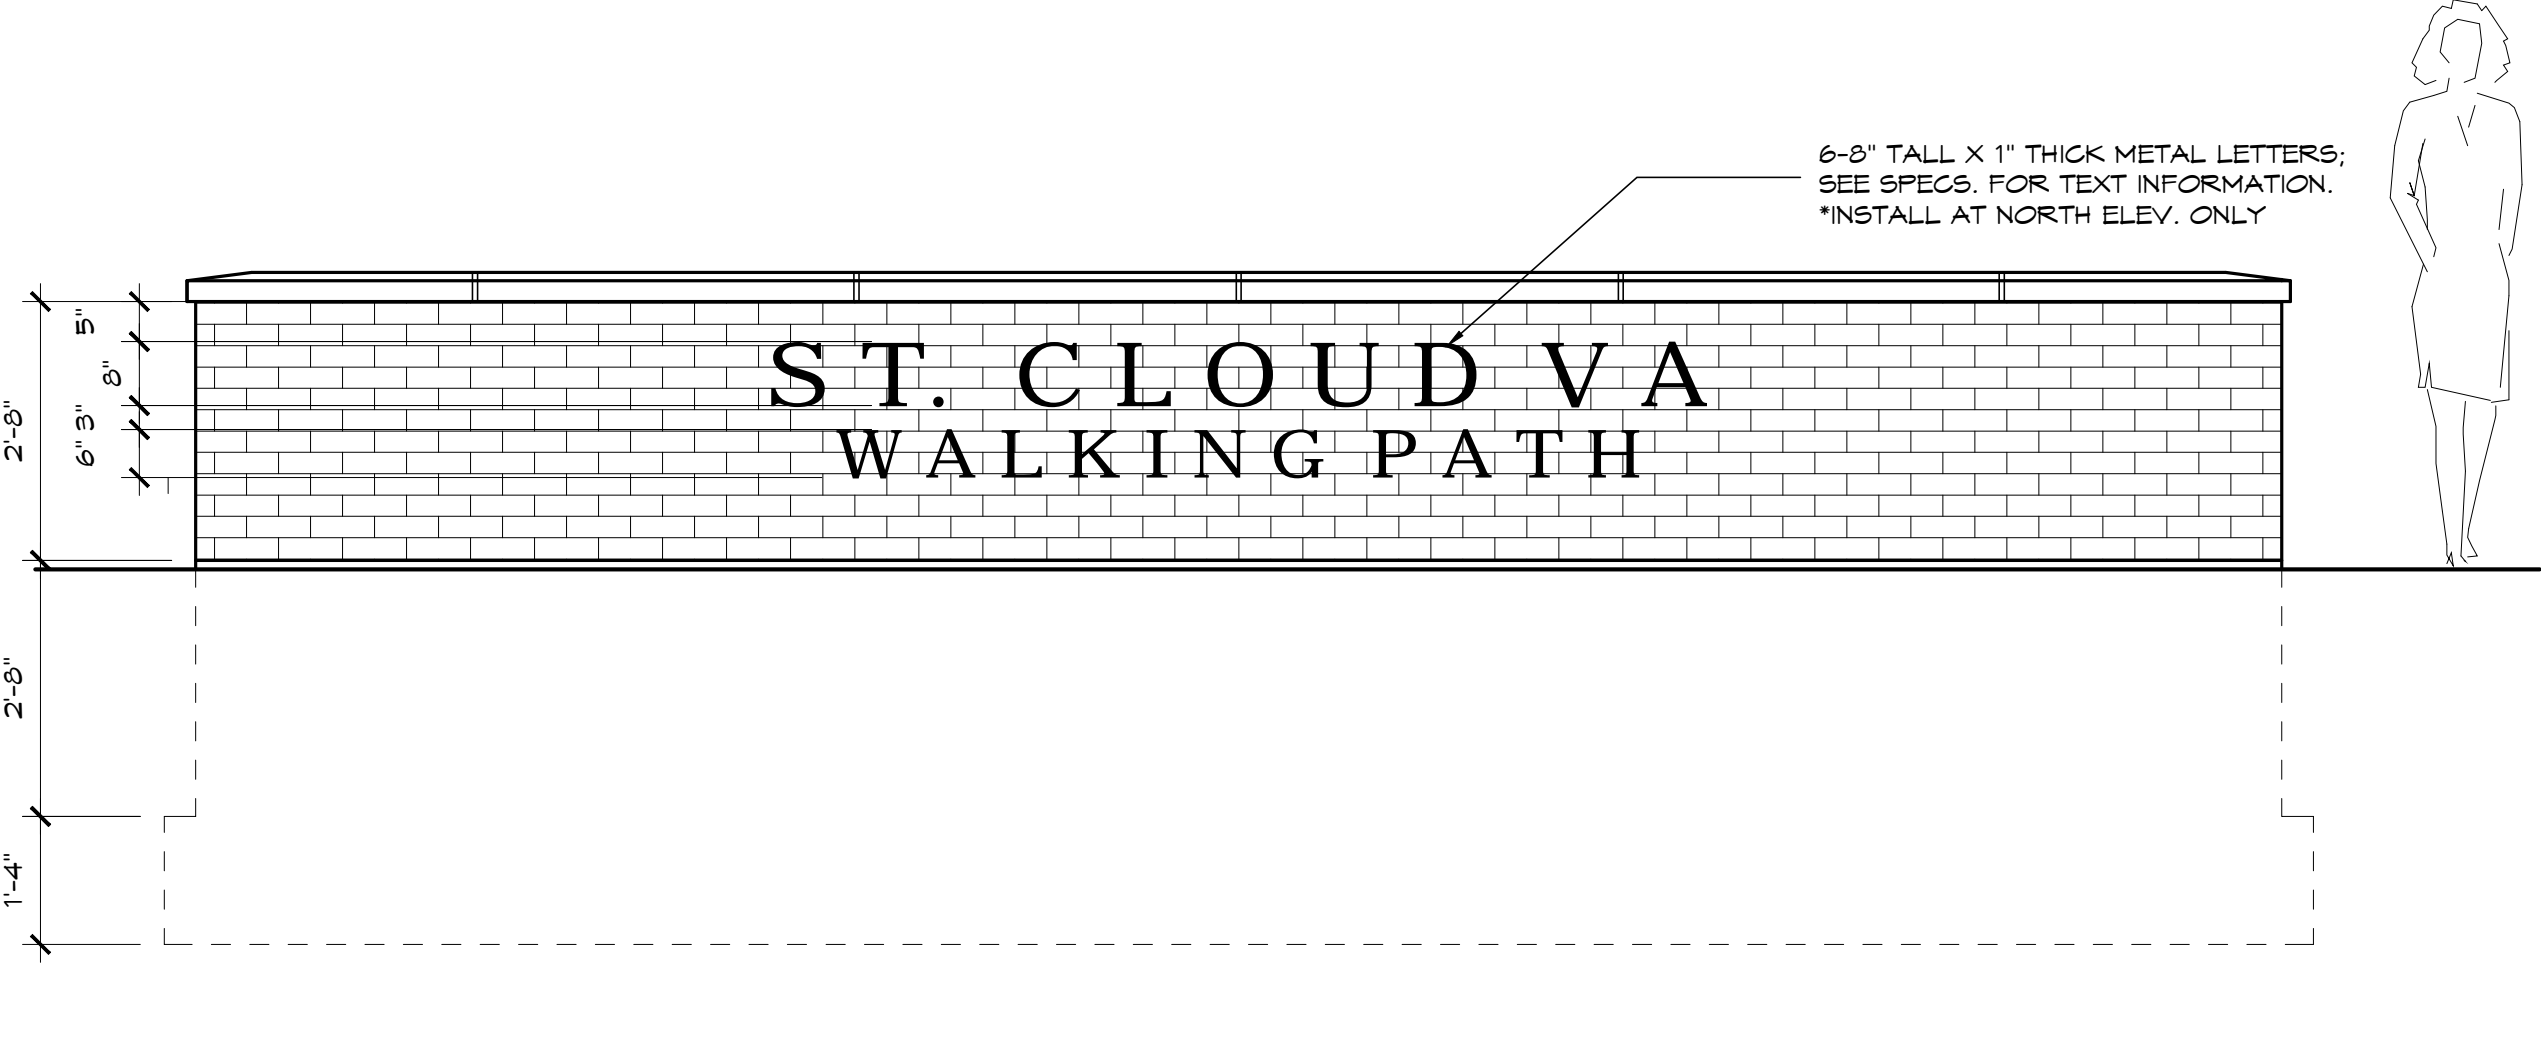 6-8" TALL X 1" THICK METAL LETTERS;
SEE SPECS. FOR TEXT INFORMATION.
*INSTALL AT NORTH ELEV. ONLY
5"
8"
3"
6"
2'-8"
ST. CLOUD VA
WALKING PATH
2'-8"
1'-4"